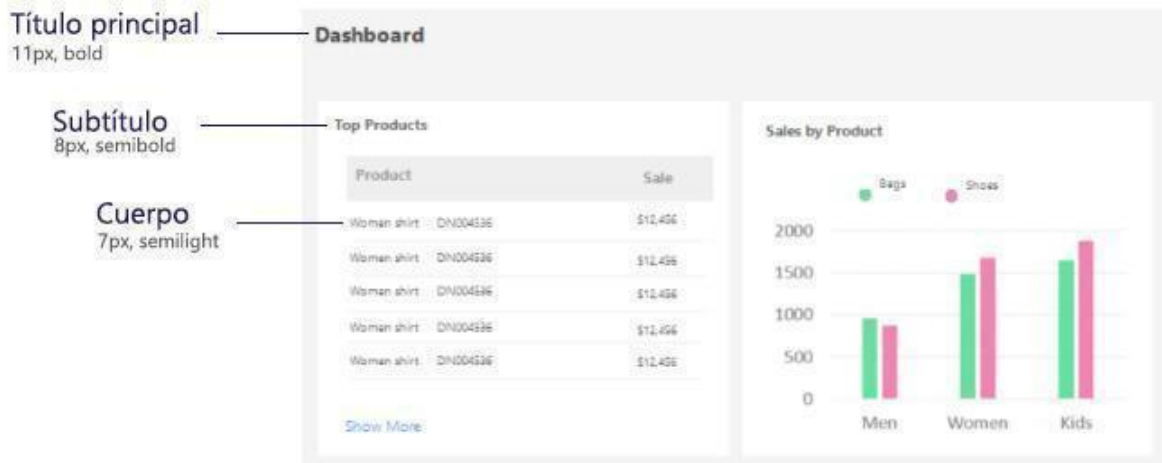 Título principal
11px, bold
Dashboard
Subtítulo
8px, semibold
Top Products
Product Sale
Cuerpo
7px, semilight
Women shirt DN004536 $12,456
Women shirt DN004536 $12,456
Women shirt DN004536 $12,456
Women shirt DN004536 $12,456
Women shirt DN004536 $12,456
Show More
Sales by Product
Bags Shoes
2000
1500
1000
500
0
Men Women Kids